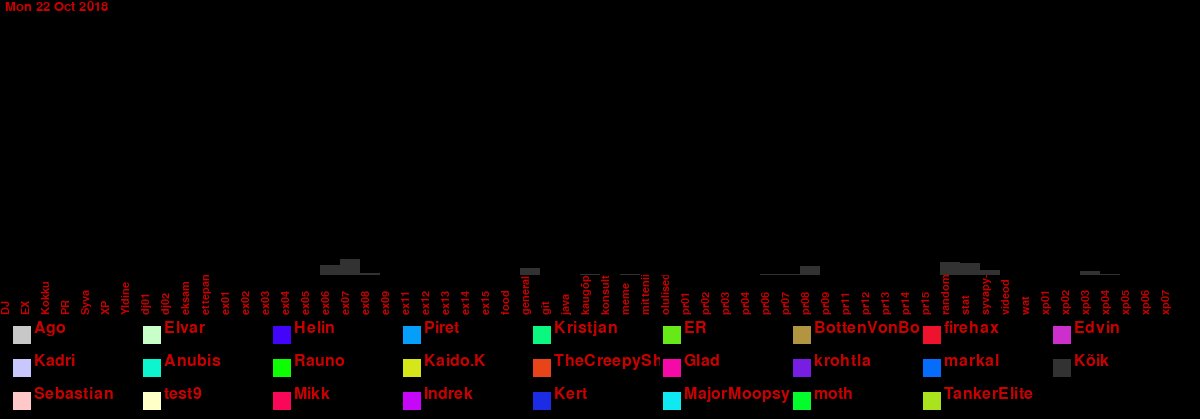 Mon 22 Oct 2018
DJ
EX
Kokku
PR
Syva
XP
Yldine
dj01
dj02
eksam
ettepan
ex01
ex02
ex03
ex04
ex05
ex06
ex07
ex08
ex09
ex11
ex12
ex13
ex14
ex15
food
general
git
java
kaugõp
konsult
meme
mittenii
olulised
pr01
pr02
pr03
pr04
pr06
pr07
pr08
pr09
pr11
pr12
pr13
pr14
pr15
random
stat
syvapy-
videod
wat
xp01
xp02
xp03
xp04
xp05
xp06
xp07
Ago Elvar Helin Piret Kristjan ER BottenVonBo firehax Edvin
Kadri Anubis Rauno Kaido.K TheCreepySh Glad krohtla markal Kõik
Sebastian test9 Mikk Indrek Kert MajorMoopsy moth TankerElite